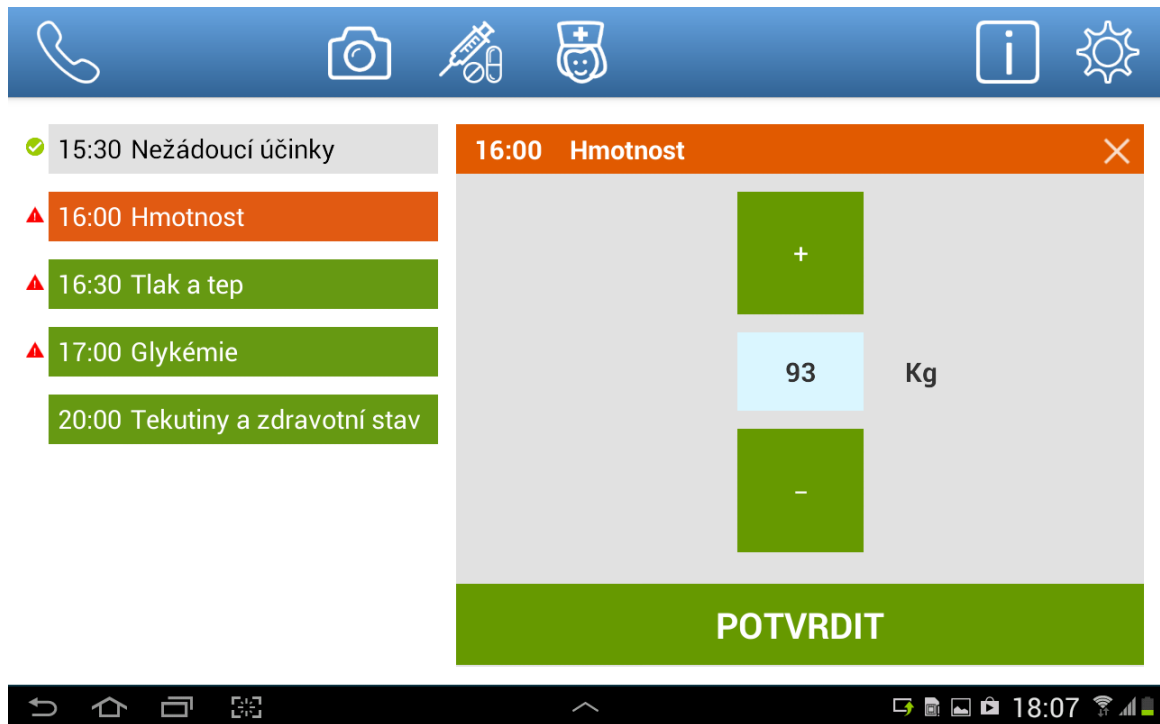 15:30 Nežádoucí účinky
16:00 Hmotnost
16:30 Tlak a tep
17:00 Glykémie
20:00 Tekutiny a zdravotní stav
16:00 Hmotnost
+
93 Kg
-
POTVRDIT
18:07